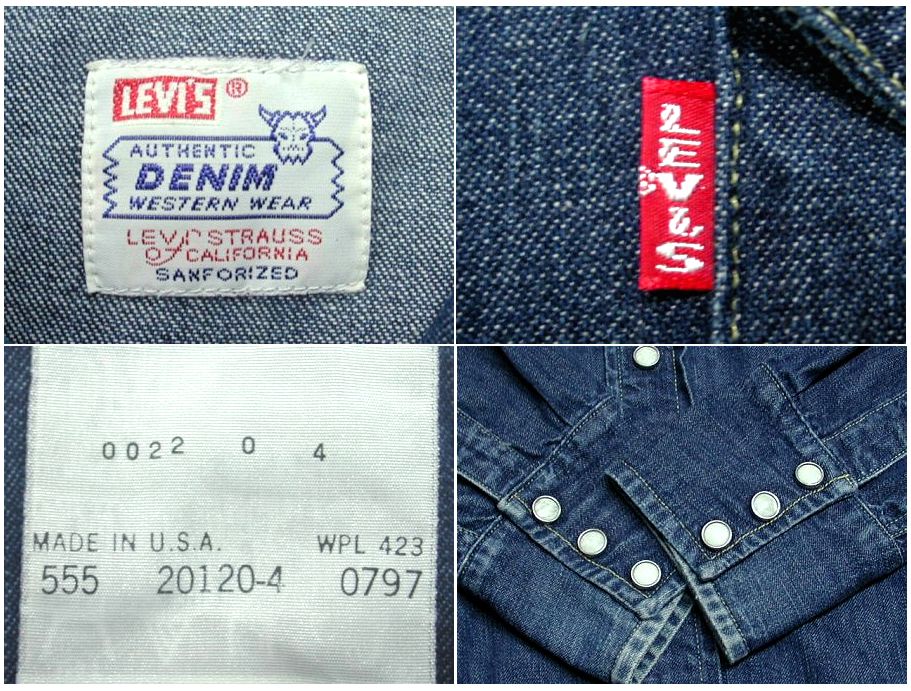 LEVI'S ®
AUTHENTIC
DENIM
WESTERN WEAR
LEVI STRAUSS
OF CALIFORNIA
SANFORIZED
LEVI'S
0022 0 4
MADE IN U.S.A. WPL 423
555 20120-4 0797